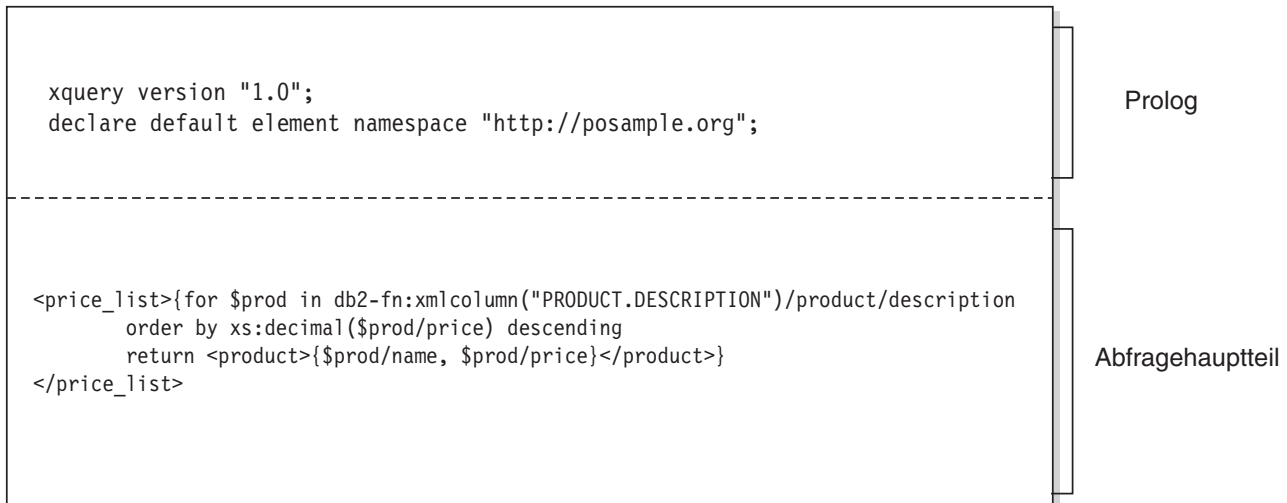 xquery version "1.0";
declare default element namespace "http://posample.org";
Prolog
<price_list>{for $prod in db2-fn:xmlcolumn("PRODUCT.DESCRIPTION")/product/description
order by xs:decimal($prod/price) descending
return <product>{$prod/name, $prod/price}</product>}
</price_list>
Abfragehauptteil